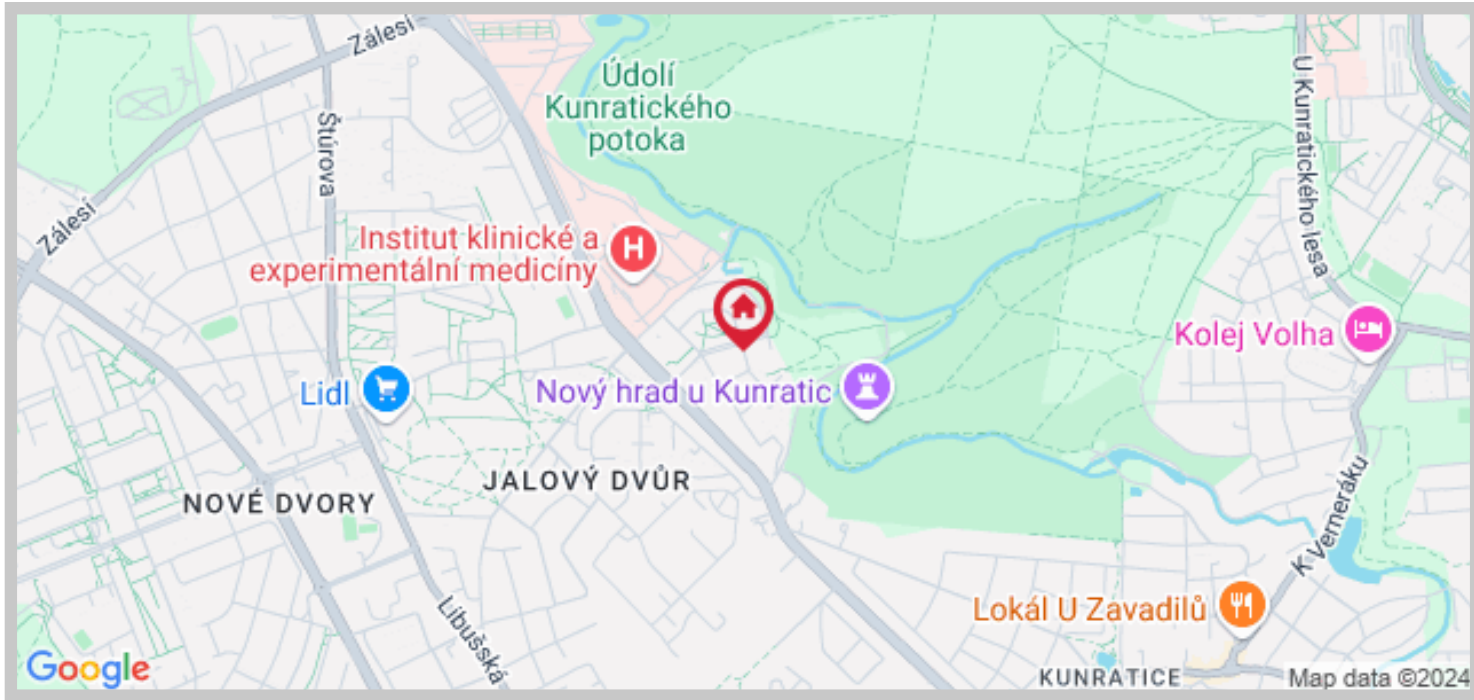 Zálesí
Údolí
Kunratického
potoka
U Kunratického lesa
Štúrova
Zálesí
Institut klinické a
experimentální medicíny
H
Kolej Volha
Lidl
Nový hrad u Kunratic
JALOVÝ DVŮR
NOVÉ DVORY
K Verneráku
Libušská
Lokál U Zavadilů
Google
KUNRATICE
Map data ©2024